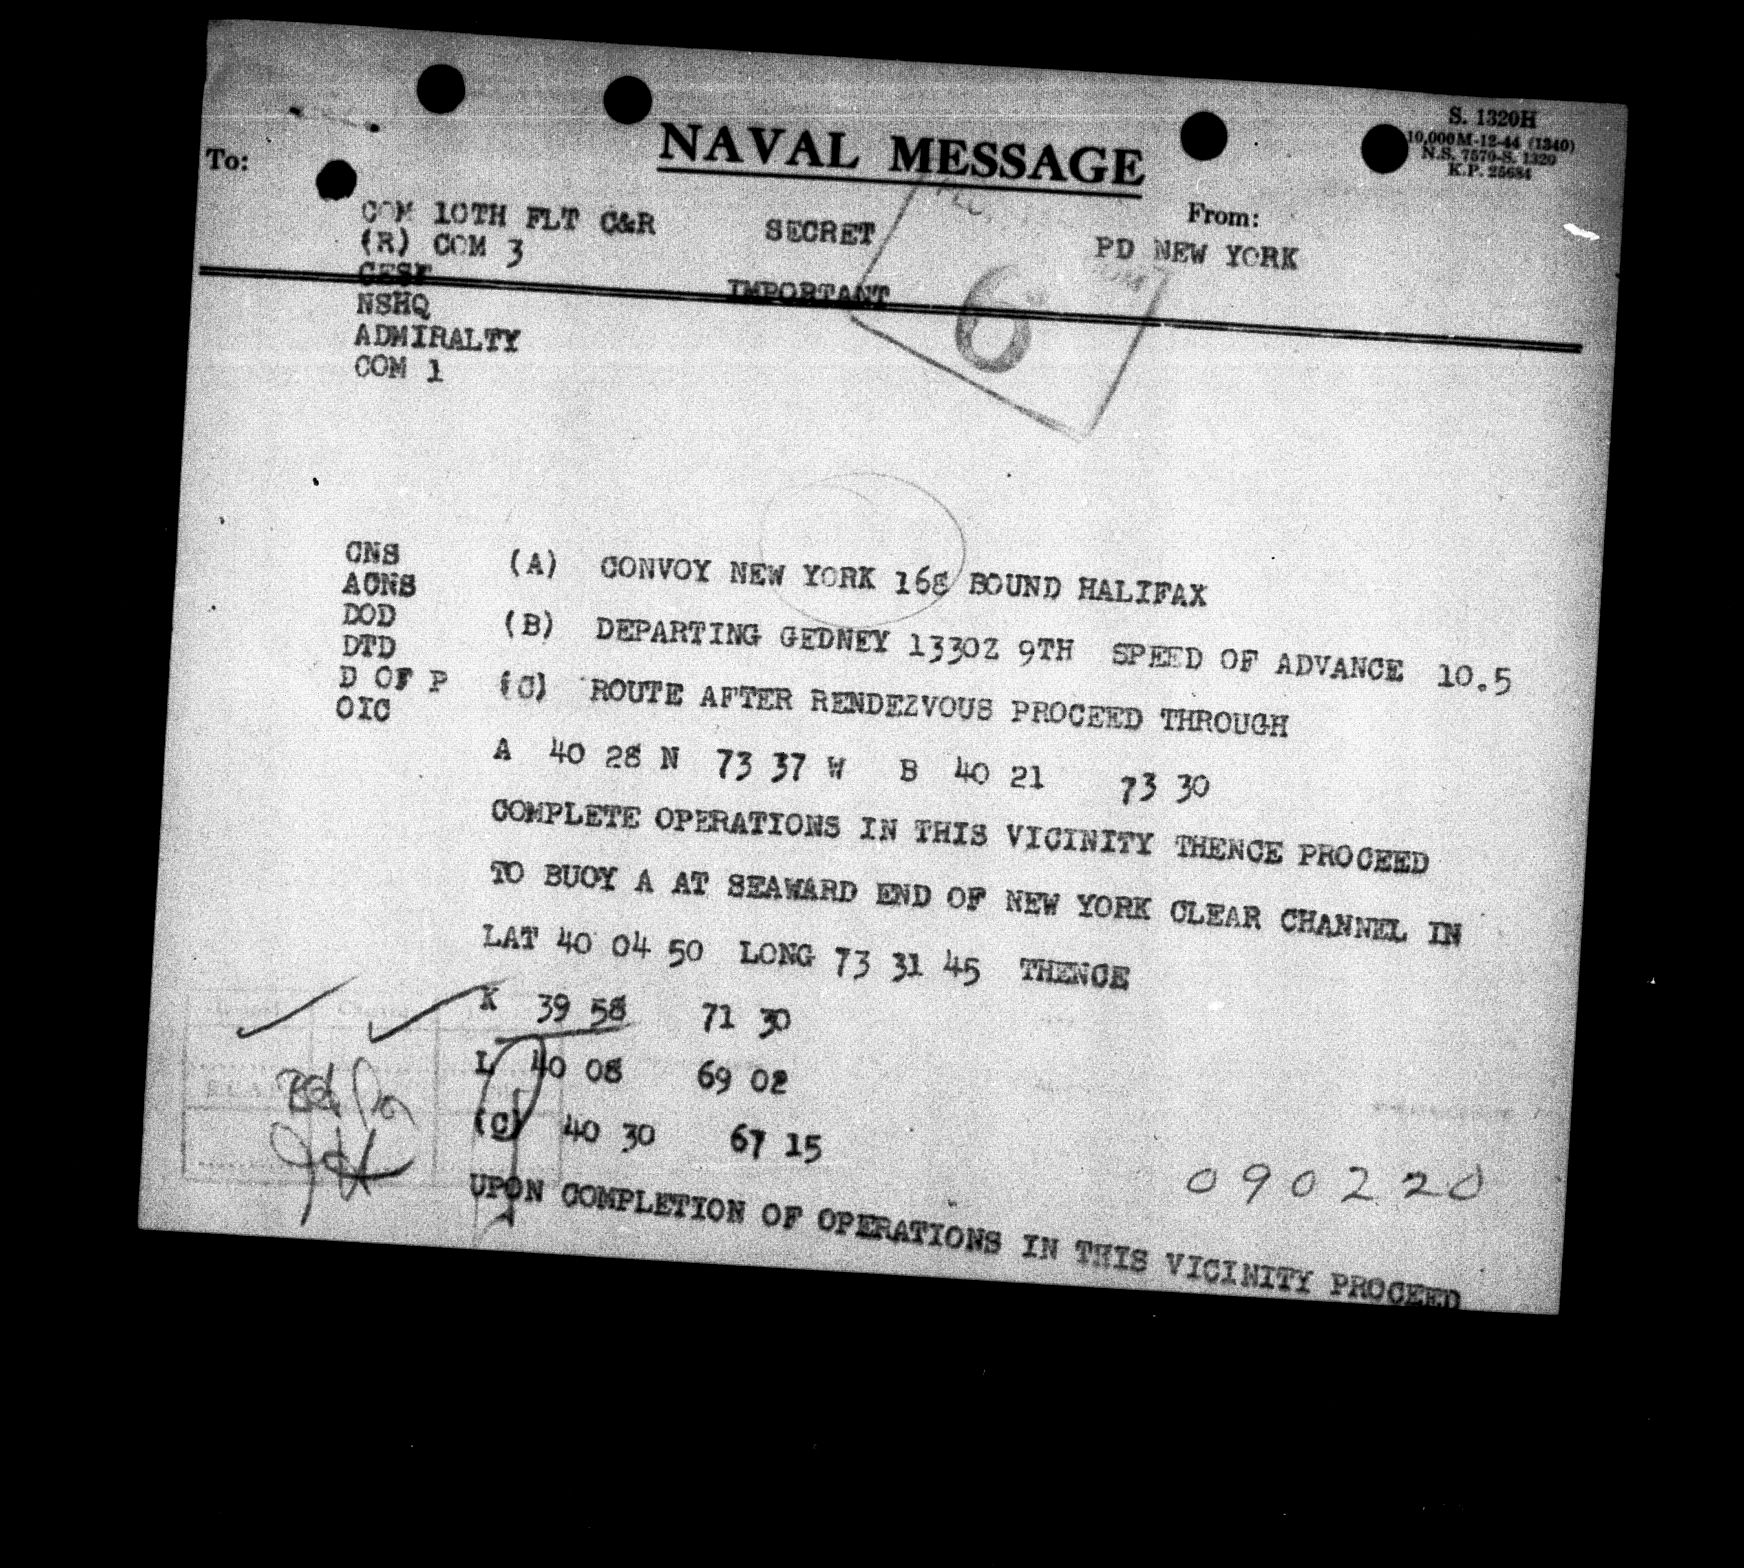 S. 1320H
10,000M-12-44 (1340)
N.S. 7570-S. 1320
K.P. 25684
NAVAL MESSAGE
To:
From:
COM 10TH FLT C&R SECRET PD NEW YORK
(R) COM 3
CESF IMPORTANT
NSHQ
ADMIRALTY
COM 1
6
CNS (A) CONVOY NEW YORK 168 BOUND HALIFAX
ACNS
DOD (B) DEPARTING GEDNEY 1330Z 9TH SPEED OF ADVANCE 10.5
DTD
D OF P (C) ROUTE AFTER RENDEZVOUS PROCEED THROUGH
OIC
A 40 28 N 73 37 W B 40 21 73 30
COMPLETE OPERATIONS IN THIS VICINITY THENCE PROCEED
TO BUOY A AT SEAWARD END OF NEW YORK CLEAR CHANNEL IN
LAT 40 04 50 LONG 73 31 45 THENCE
K 39 58 71 30
L 40 08 69 02
(C) 40 30 67 15
090220
UPON COMPLETION OF OPERATIONS IN THIS VICINITY PROCEED